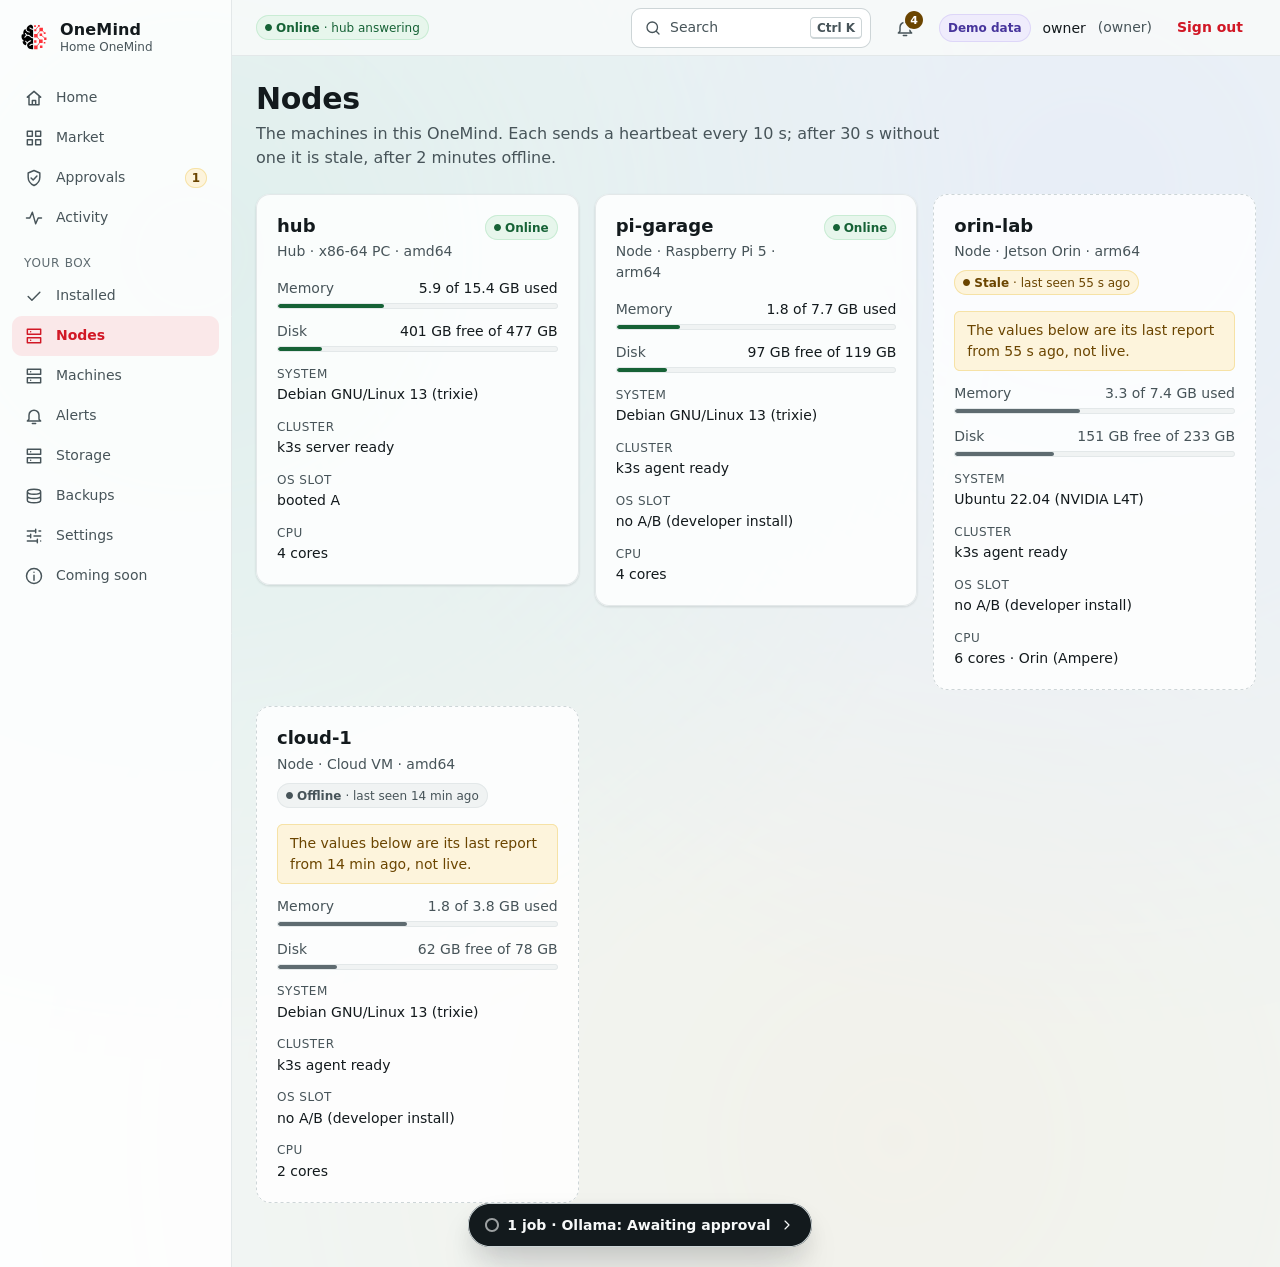 OneMind
Home OneMind
Home
Market
Approvals
1
Activity
YOUR BOX
Installed
Nodes
Machines
Alerts
Storage
Backups
Settings
Coming soon
Online · hub answering
Search
Ctrl K
4
Demo data
owner
(owner)
Sign out
Nodes
The machines in this OneMind. Each sends a heartbeat every 10 s; after 30 s without
one it is stale, after 2 minutes offline.
hub
Online
Hub · x86-64 PC · amd64
Memory 5.9 of 15.4 GB used
Disk 401 GB free of 477 GB
SYSTEM
Debian GNU/Linux 13 (trixie)
CLUSTER
k3s server ready
OS SLOT
booted A
CPU
4 cores
pi-garage
Online
Node · Raspberry Pi 5 ·
arm64
Memory 1.8 of 7.7 GB used
Disk 97 GB free of 119 GB
SYSTEM
Debian GNU/Linux 13 (trixie)
CLUSTER
k3s agent ready
OS SLOT
no A/B (developer install)
CPU
4 cores
orin-lab
Node · Jetson Orin · arm64
Stale · last seen 55 s ago
The values below are its last report
from 55 s ago, not live.
Memory 3.3 of 7.4 GB used
Disk 151 GB free of 233 GB
SYSTEM
Ubuntu 22.04 (NVIDIA L4T)
CLUSTER
k3s agent ready
OS SLOT
no A/B (developer install)
CPU
6 cores · Orin (Ampere)
cloud-1
Node · Cloud VM · amd64
Offline · last seen 14 min ago
The values below are its last report
from 14 min ago, not live.
Memory 1.8 of 3.8 GB used
Disk 62 GB free of 78 GB
SYSTEM
Debian GNU/Linux 13 (trixie)
CLUSTER
k3s agent ready
OS SLOT
no A/B (developer install)
CPU
2 cores
1 job · Ollama: Awaiting approval